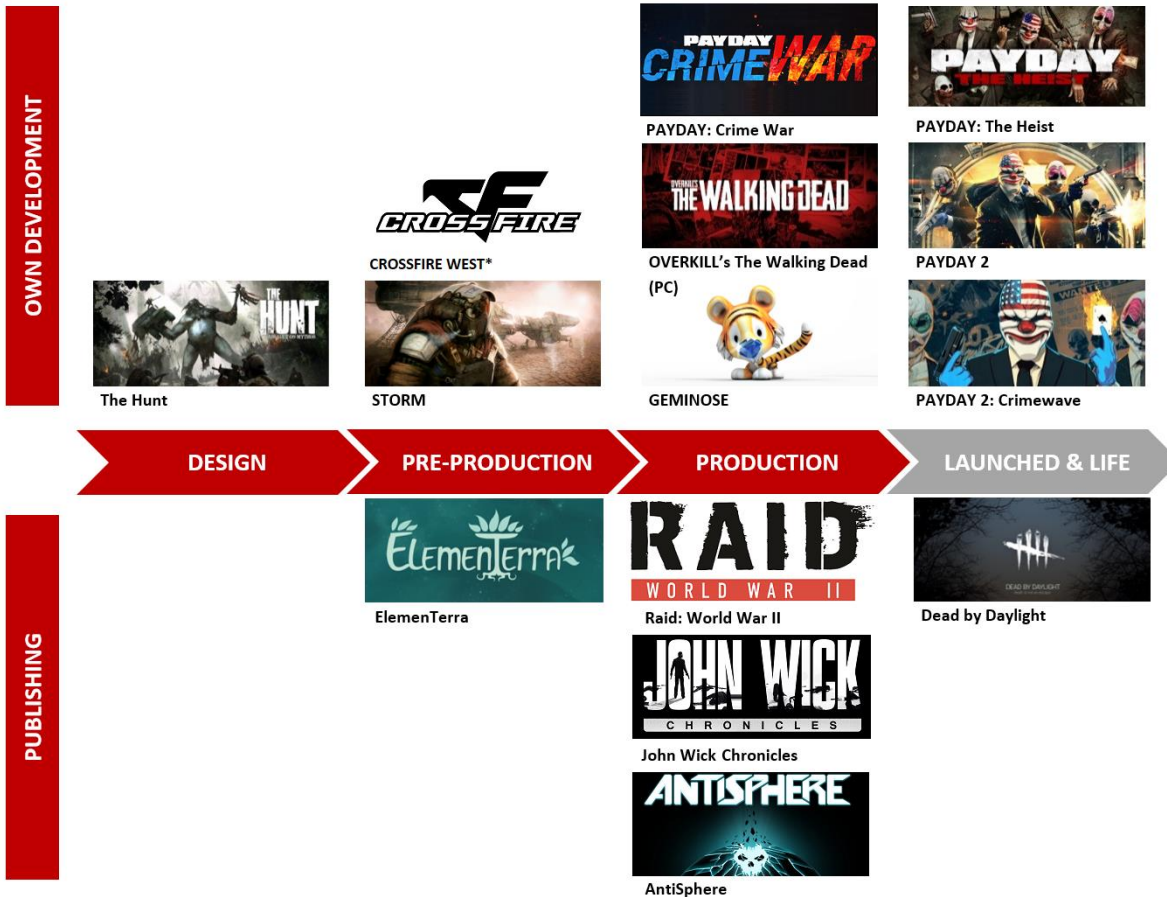 OWN DEVELOPMENT
PAYDAY
CRIMEWAR
PAYDAY: Crime War
PAYDAY
THE HEIST
PAYDAY: The Heist
CF
CROSSFIRE
CROSSFIRE WEST*
OVERKILL'S
THE WALKING DEAD
OVERKILL’s The Walking Dead
(PC)
PAYDAY 2
THE
HUNT
The Hunt
STORM
GEMINOSE
WANTED
PAYDAY 2: Crimewave
DESIGN
PRE-PRODUCTION
PRODUCTION
LAUNCHED & LIFE
PUBLISHING
ELEMENTERRA
ElemenTerra
RAID
WORLD WAR II
Raid: World War II
DEAD BY DAYLIGHT
Dead by Daylight
JOHN WICK
CHRONICLES
John Wick Chronicles
ANTISPHERE
AntiSphere